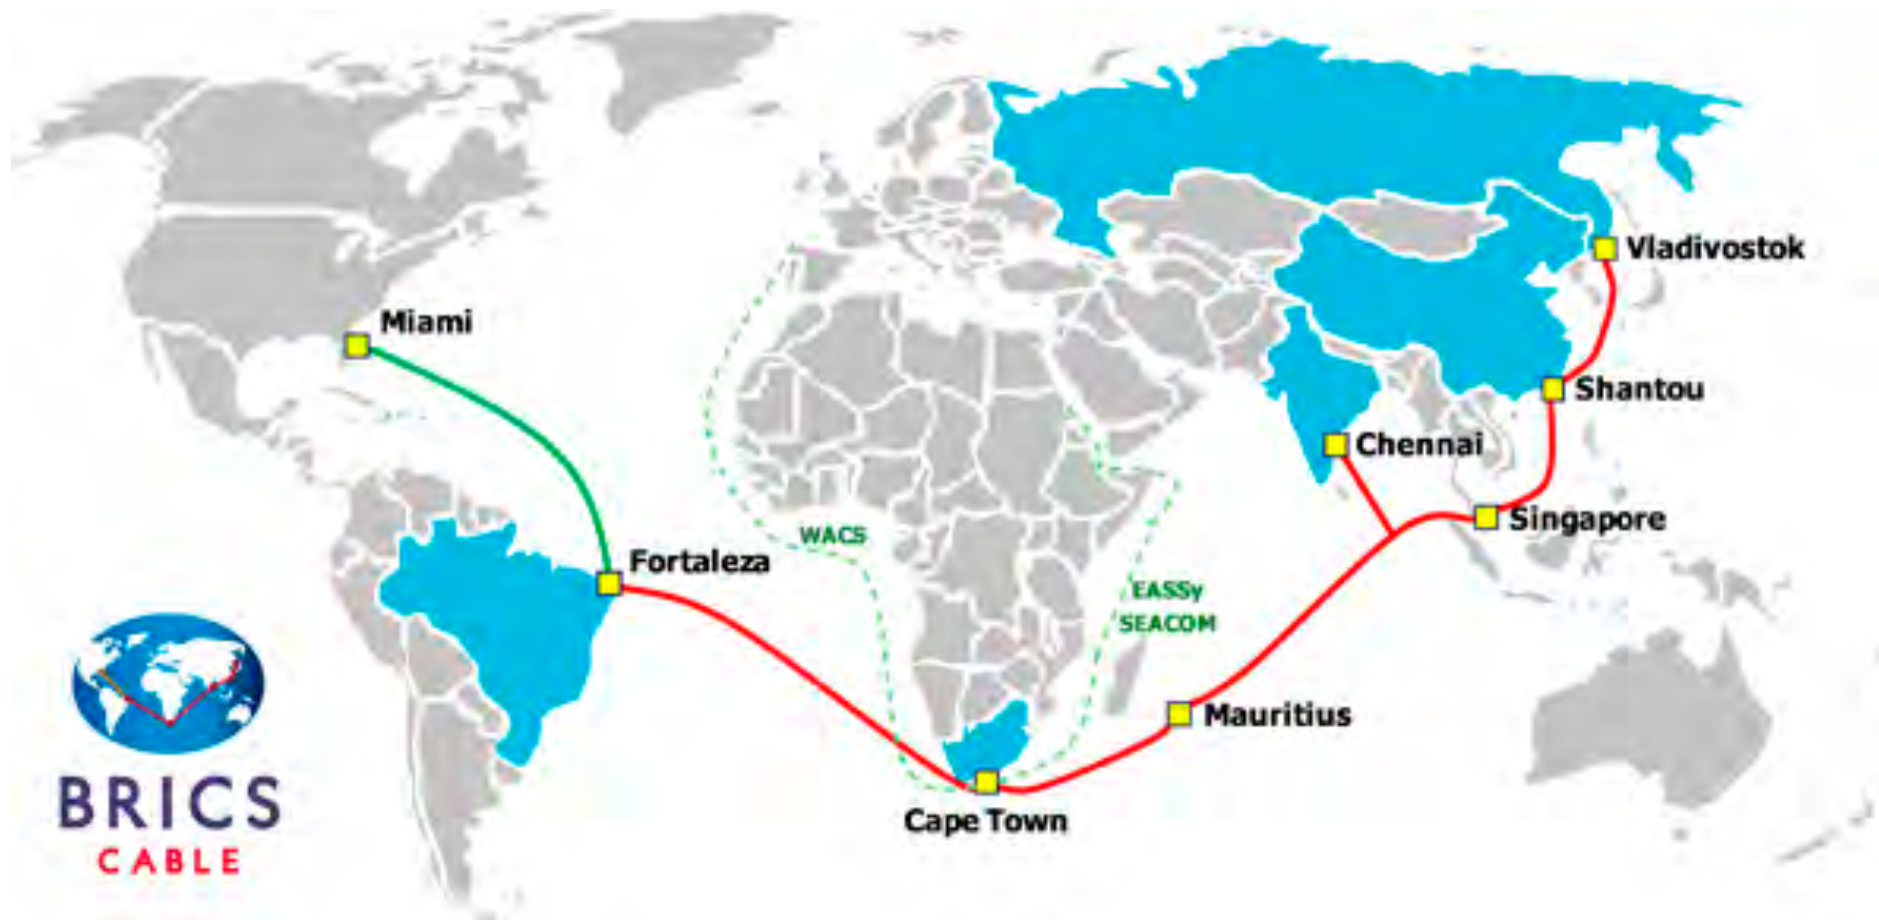 Vladivostok
Miami
Shantou
Chennai
Singapore
WACS
Fortaleza
EASSy
SEACOM
Mauritius
Cape Town
BRICS
CABLE